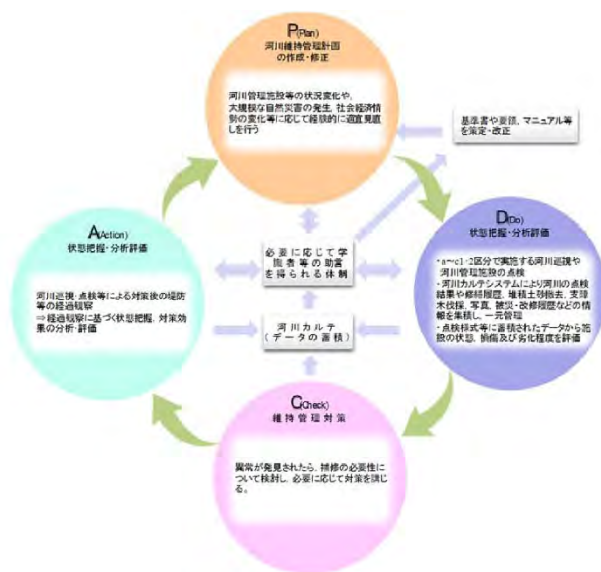 P(Plan)
河川維持管理計画
の作成・修正
河川管理施設等の状況変化や、
大規模な自然災害の発生、社会経済情
勢の変化等に応じて経験的に適宜見直
しを行う
基準書や要領、マニュアル等
を策定・改正
A(Action)
状態把握・分析評価
河川巡視・点検等による対策後の堤防
等の経過観察
⇒経過観察に基づく状態把握、対策効
果の分析・評価
必要に応じて学
識者等の助言
を得られる体制
河川カルテ
(データの蓄積)
D(Do)
状態把握・分析評価
・a～c1・2区分で実施する河川巡視や
河川管理施設の点検
・河川カルテシステムにより河川の点検
結果や修繕履歴、堆積土砂撤去、支障
木伐採、写真、被災・改修履歴などの情
報を集積し、一元管理
・点検様式等に蓄積されたデータから施
設の状態、損傷及び劣化程度を評価
C(Check)
維持管理対策
異常が発見されたら、補修の必要性に
ついて検討し、必要に応じて対策を講じ
る。